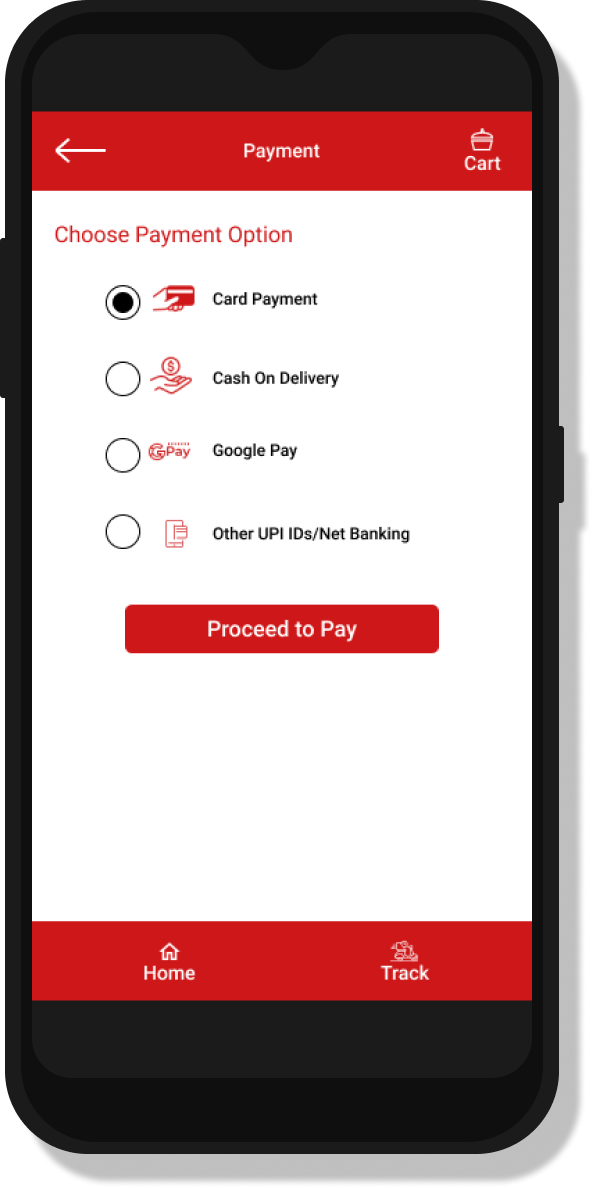 Payment
Cart
Choose Payment Option
Card Payment
Cash On Delivery
GPay
Google Pay
Other UPI IDs/Net Banking
Proceed to Pay
Home
Track